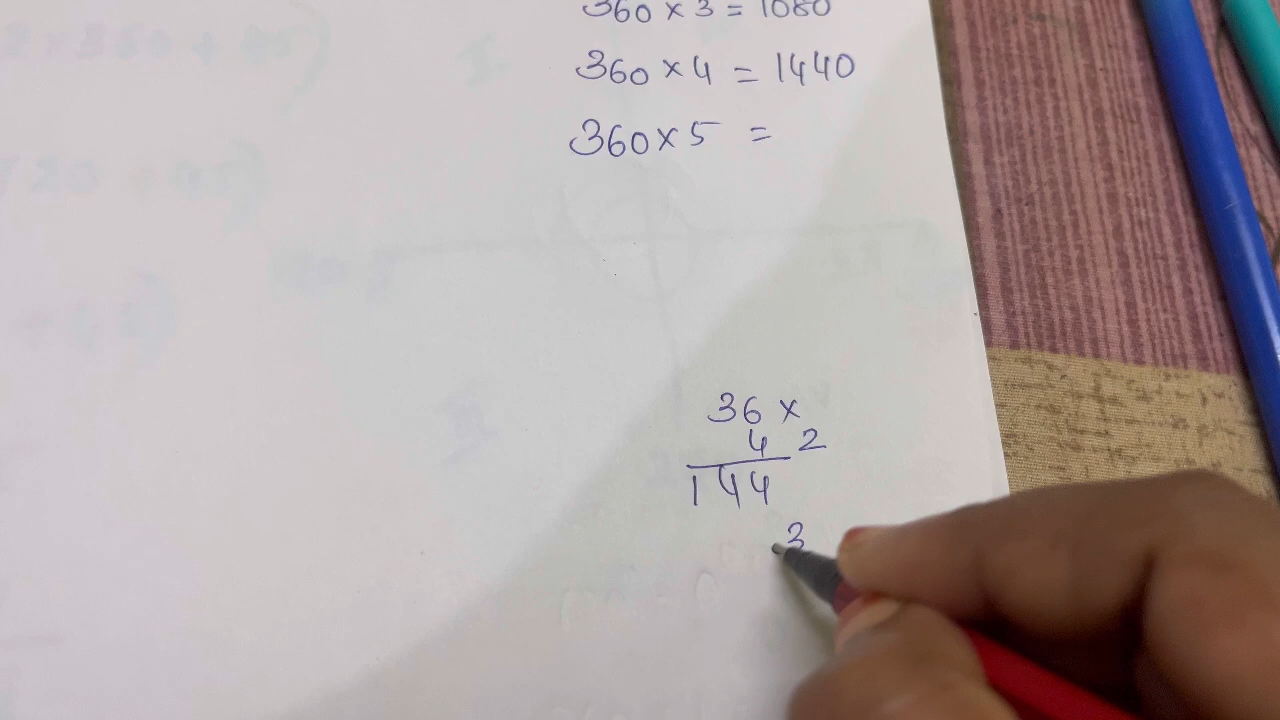 360 x 3 = 1080
360 x 4 = 1440
360 x 5 =
36 x
4 2
144
3